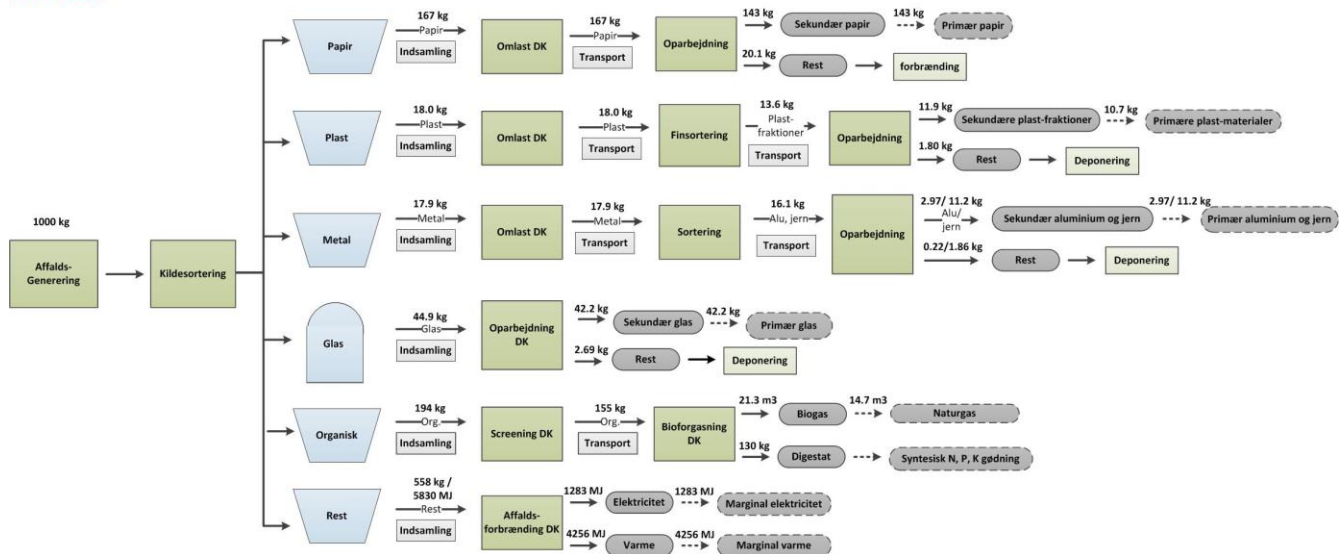 1000 kg
Affalds-
Generering
Kildesortering
Papir
167 kg
Papir
Indsamling
Omlast DK
167 kg
Papir
Transport
Oparbejdning
143 kg
Sekundær papir
143 kg
Primær papir
20.1 kg
Rest
forbrænding
Plast
18.0 kg
Plast
Indsamling
Omlast DK
18.0 kg
Plast
Transport
Finsortering
13.6 kg
Plast-
fraktioner
Transport
Oparbejdning
11.9 kg
Sekundære plast-fraktioner
10.7 kg
Primære plast-materialer
1.80 kg
Rest
Deponering
Metal
17.9 kg
Metal
Indsamling
Omlast DK
17.9 kg
Metal
Transport
Sortering
16.1 kg
Alu, jern
Transport
Oparbejdning
2.97/ 11.2 kg
Alu/
jern
Sekundær aluminium og jern
2.97/ 11.2 kg
Primær aluminium og jern
0.22/1.86 kg
Rest
Deponering
Glas
44.9 kg
Glas
Indsamling
Oparbejdning
DK
42.2 kg
Sekundær glas
42.2 kg
Primær glas
2.69 kg
Rest
Deponering
Organisk
194 kg
Org.
Indsamling
Screening DK
155 kg
Org.
Transport
Bioforgasning
DK
21.3 m3
Biogas
14.7 m3
Naturgas
130 kg
Digestat
Syntesisk N, P, K gødning
Rest
558 kg /
5830 MJ
Rest
Indsamling
Affalds-
forbrænding DK
1283 MJ
Elektricitet
1283 MJ
Marginal elektricitet
4256 MJ
Varme
4256 MJ
Marginal varme